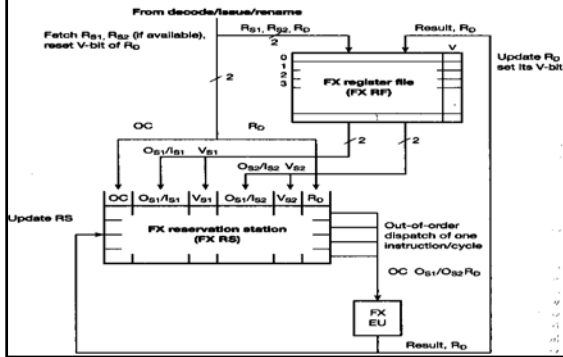 From decode/Issue/rename
Fetch RS1, RS2 (if available),
reset V-bit of RD
RS1, RS2, RD
2
Result, RD
V
Update RD
set its V-bit
0
1
2
3
FX register file
(FX RF)
2
OC
RD
2
2
OS1/IS1 VS1
OS2/IS2 VS2
OC OS1/IS1 VS1 OS1/IS2 VS2 RD
Update RS
FX reservation station
(FX RS)
Out-of-order
dispatch of one
instruction/cycle
OC OS1/OS2 RD
FX
EU
Result, RD